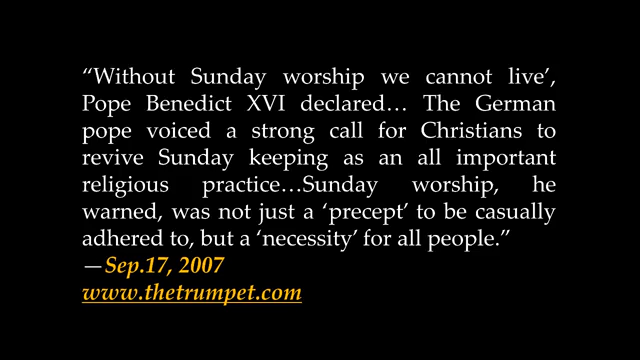 “Without Sunday worship we cannot live’,
Pope Benedict XVI declared… The German
pope voiced a strong call for Christians to
revive Sunday keeping as an all important
religious practice…Sunday worship, he
warned, was not just a ‘precept’ to be casually
adhered to, but a ‘necessity’ for all people.”
—Sep.17, 2007
www.thetrumpet.com